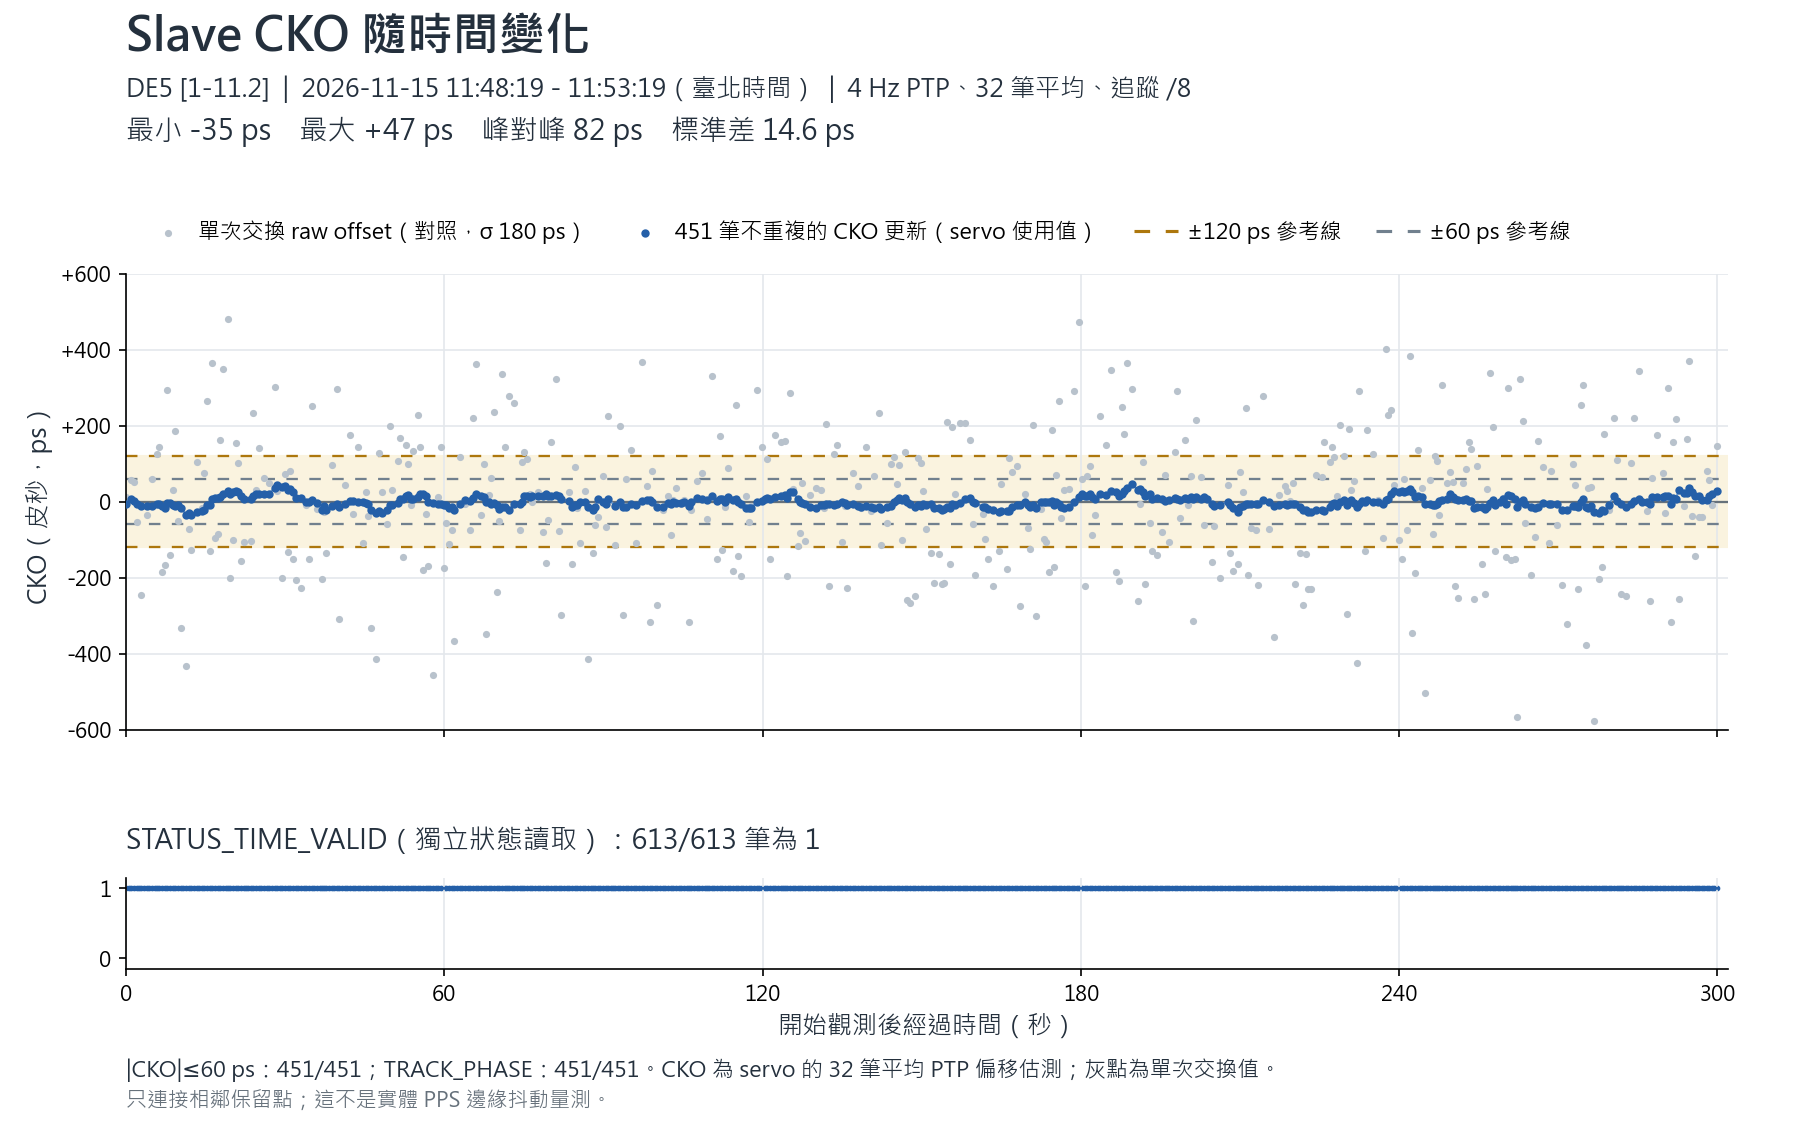 Slave CKO 隨時間變化
DE5 [1-11.2] | 2026-11-15 11:48:19 - 11:53:19（臺北時間） | 4 Hz PTP、32 筆平均、追蹤 /8
最小 -35 ps 最大 +47 ps 峰對峰 82 ps 標準差 14.6 ps
單次交換 raw offset（對照，σ 180 ps）
451 筆不重複的 CKO 更新（servo 使用值）
±120 ps 參考線
±60 ps 參考線
CKO（皮秒，ps）
+600
+400
+200
0
-200
-400
-600
STATUS_TIME_VALID（獨立狀態讀取）：613/613 筆為 1
1
0
0 60 120 180 240 300
開始觀測後經過時間（秒）
|CKO|≤60 ps：451/451；TRACK_PHASE：451/451。CKO 為 servo 的 32 筆平均 PTP 偏移估測；灰點為單次交換值。
只連接相鄰保留點；這不是實體 PPS 邊緣抖動量測。